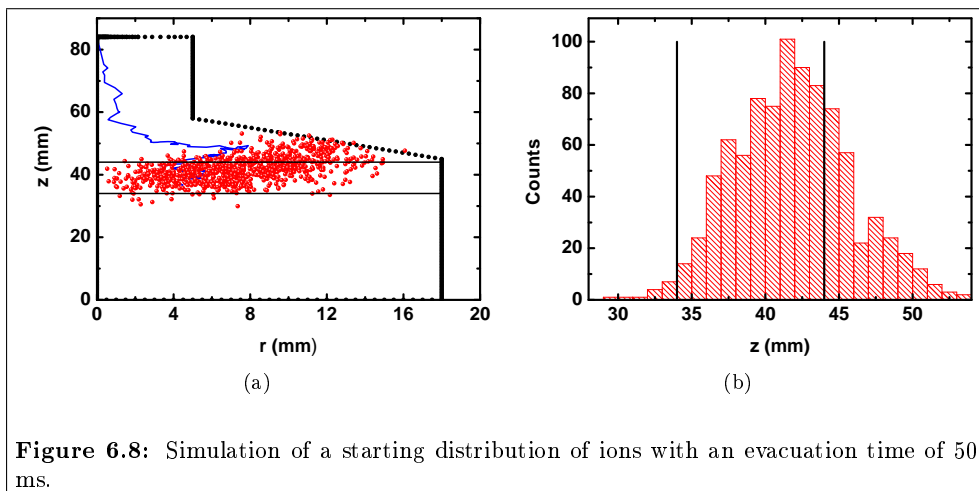 80
60
40
20
0
z (mm)
0 4 8 12 16 20
r (mm)
(a)
100
80
60
40
20
0
Counts
30 35 40 45 50
z (mm)
(b)
Figure 6.8: Simulation of a starting distribution of ions with an evacuation time of 50
ms.